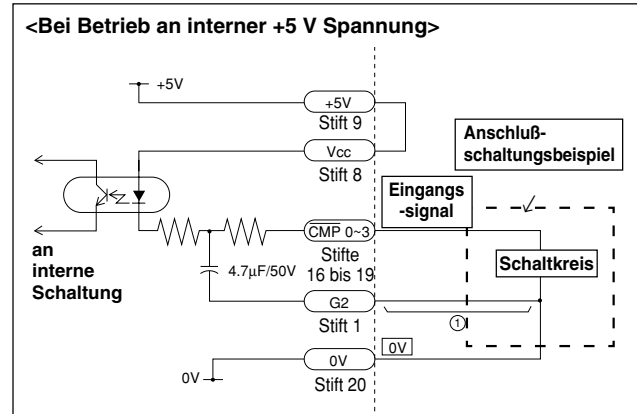 <Bei Betrieb an interner +5 V Spannung>
+5V
+5V
Stift 9
Vcc
Stift 8
Anschluß-
schaltungsbeispiel
Eingangs
-signal
CMP 0~3
Stifte
16 bis 19
Schaltkreis
an
interne
Schaltung
4.7µF/50V
G2
Stift 1
①
0V
0V
0V
Stift 20